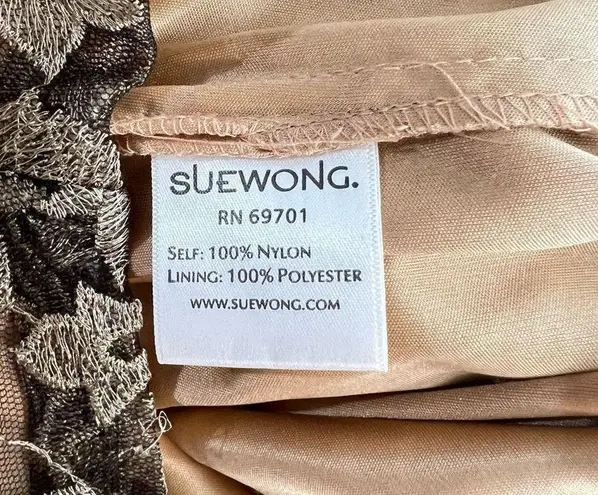 SUEWONG.
RN 69701
SELF: 100% NYLON
LINING: 100% POLYESTER
WWW.SUEWONG.COM